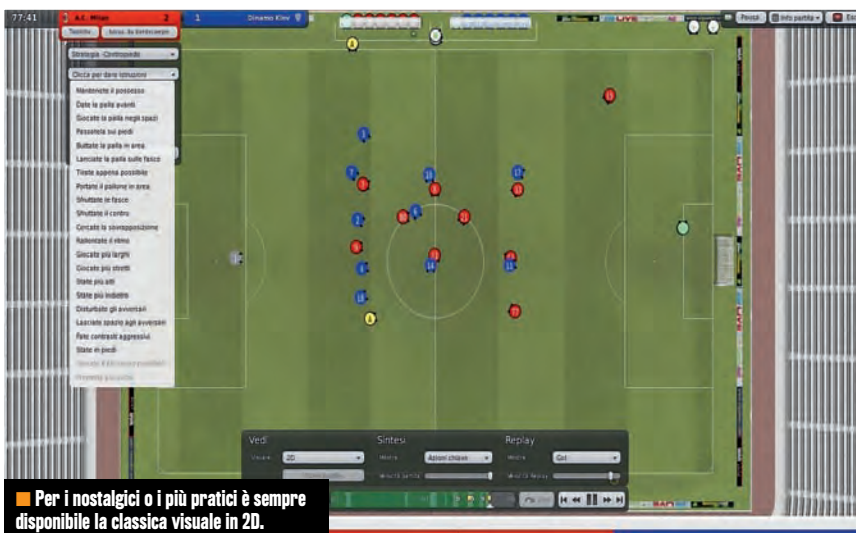 77:41
A.C. Milan 2
1 Dinamo Kiev
Pausa
Info partita
Tattiche
Strategia -Contropiede
Clicca per dare istruzioni
Mantenete il possesso
Date la palla avanti
Giocate la palla negli spazi
Passatela sui piedi
Buttate la palla in area
Lanciate la palla sulle fasce
Tirate appena possibile
Portate il pallone in area
Sfruttate le fasce
Sfruttate il centro
Cercate la sovrapposizione
Rallentate il ritmo
Giocate più larghi
Giocate più stretti
State più alti
State più indietro
Disturbate gli avversari
Lasciate spazio agli avversari
Fate contrasti aggressivi
State in piedi
Vedi
Sintesi
Replay
Visuale
2D
Mostra
Azioni chiave
Mostra
Gol
Velocità partita
Velocità Replay
Per i nostalgici o i più pratici è sempre
disponibile la classica visuale in 2D.